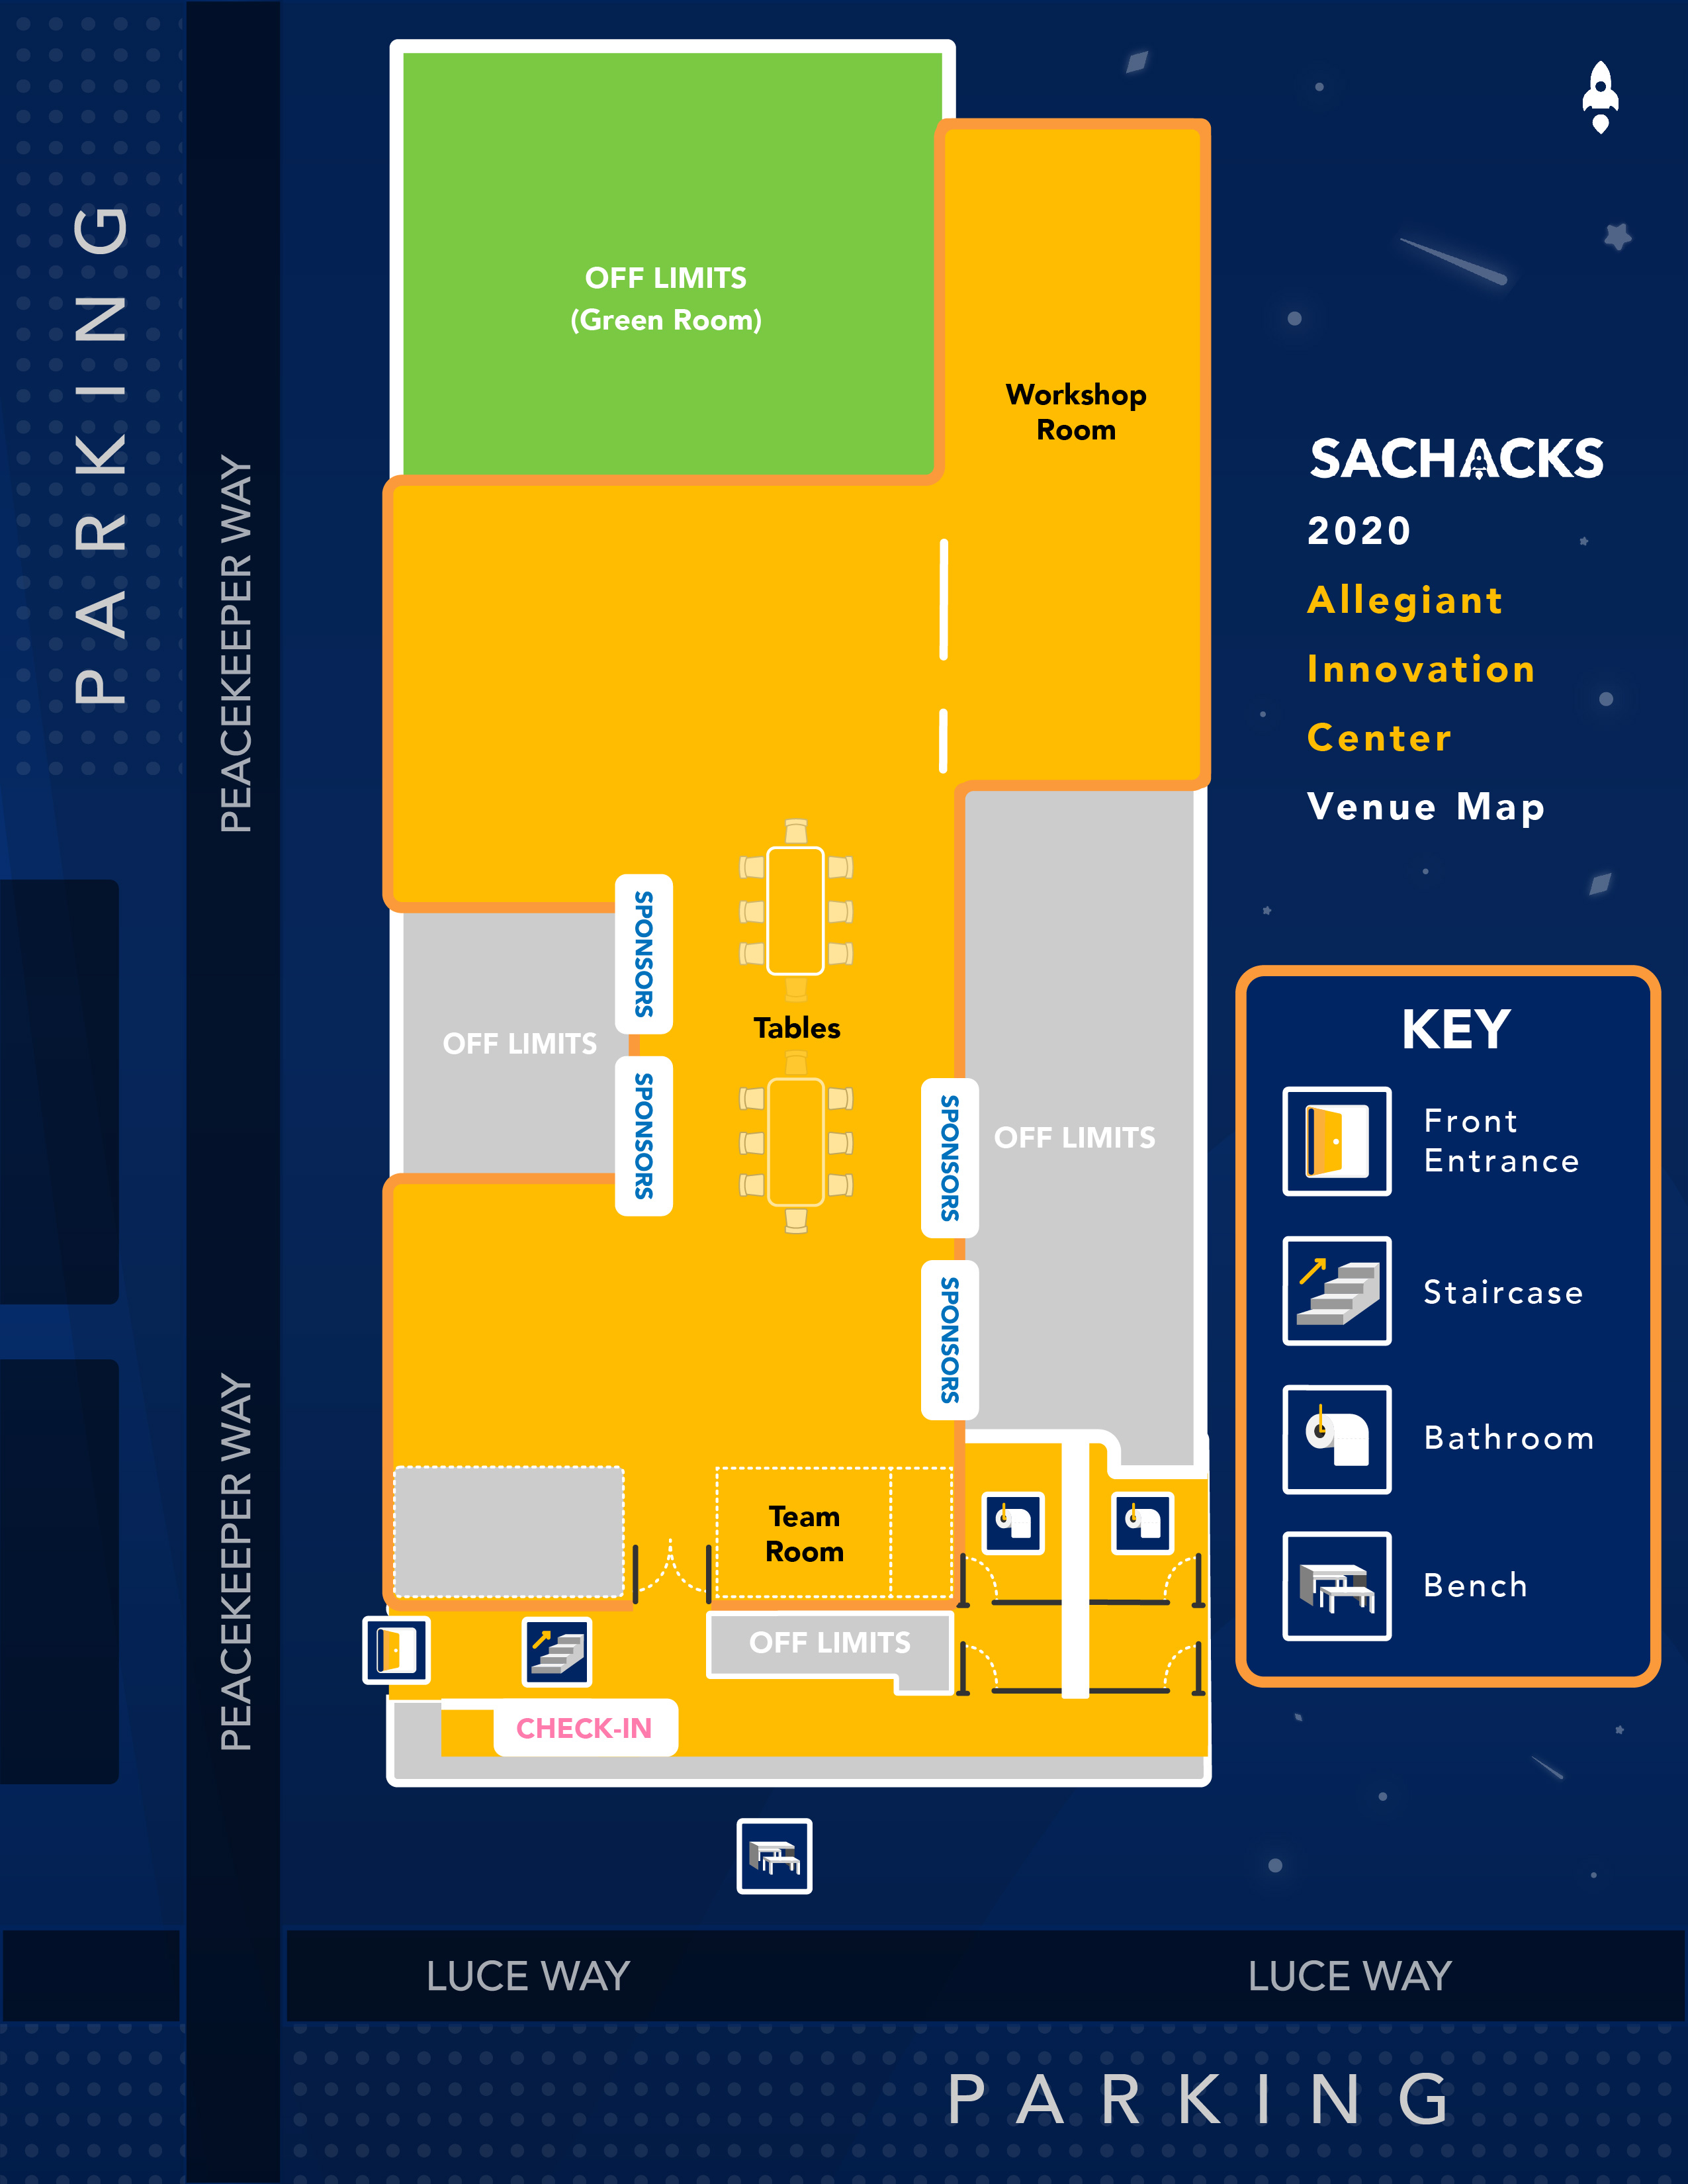 PARKING
PEACEKEEPER WAY
PEACEKEEPER WAY
OFF LIMITS
(Green Room)
Workshop
Room
SPONSORS
SPONSORS
OFF LIMITS
Tables
SPONSORS
SPONSORS
OFF LIMITS
Team
Room
OFF LIMITS
CHECK-IN
SACHACKS
2020
Allegiant
Innovation
Center
Venue Map
KEY
Front
Entrance
Staircase
Bathroom
Bench
LUCE WAY
LUCE WAY
PARKING